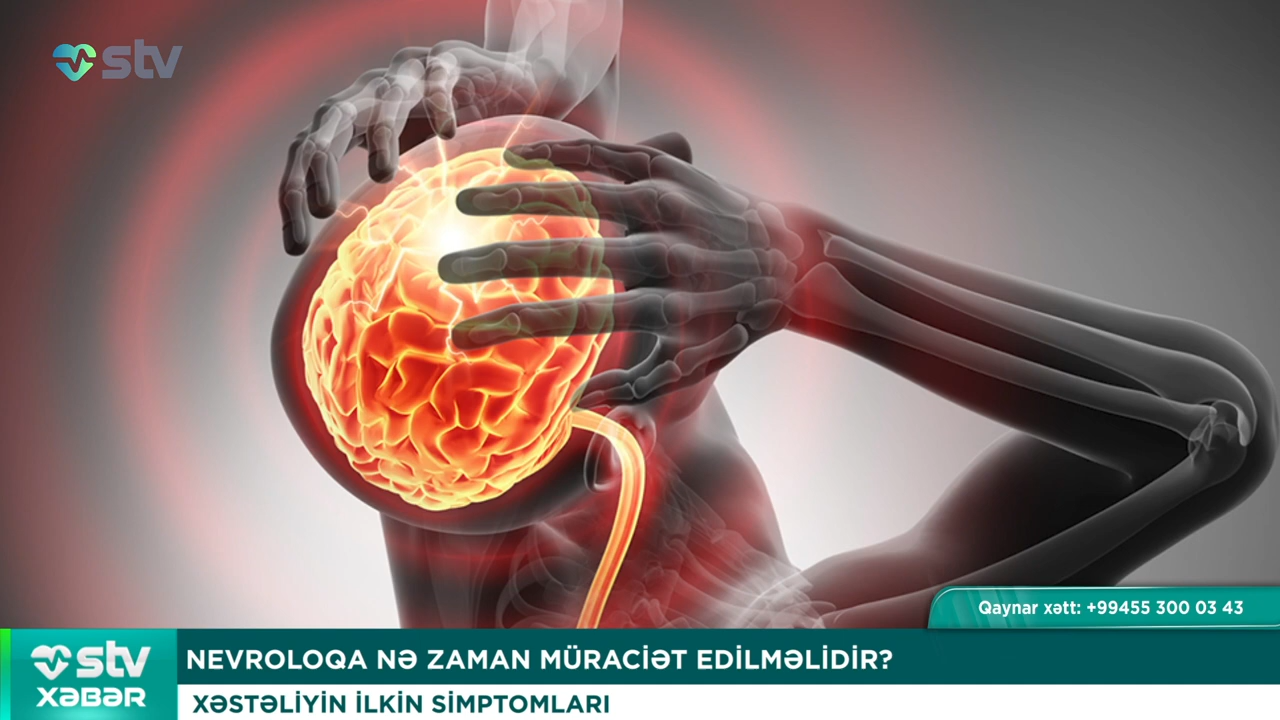 stv
Qaynar xətt: +99455 300 03 43
stv
XƏBƏR
NEVROLOQA NƏ ZAMAN MÜRACİƏT EDİLMƏLİDİR?
XƏSTƏLİYİN İLKİN SİMPTOMLARI